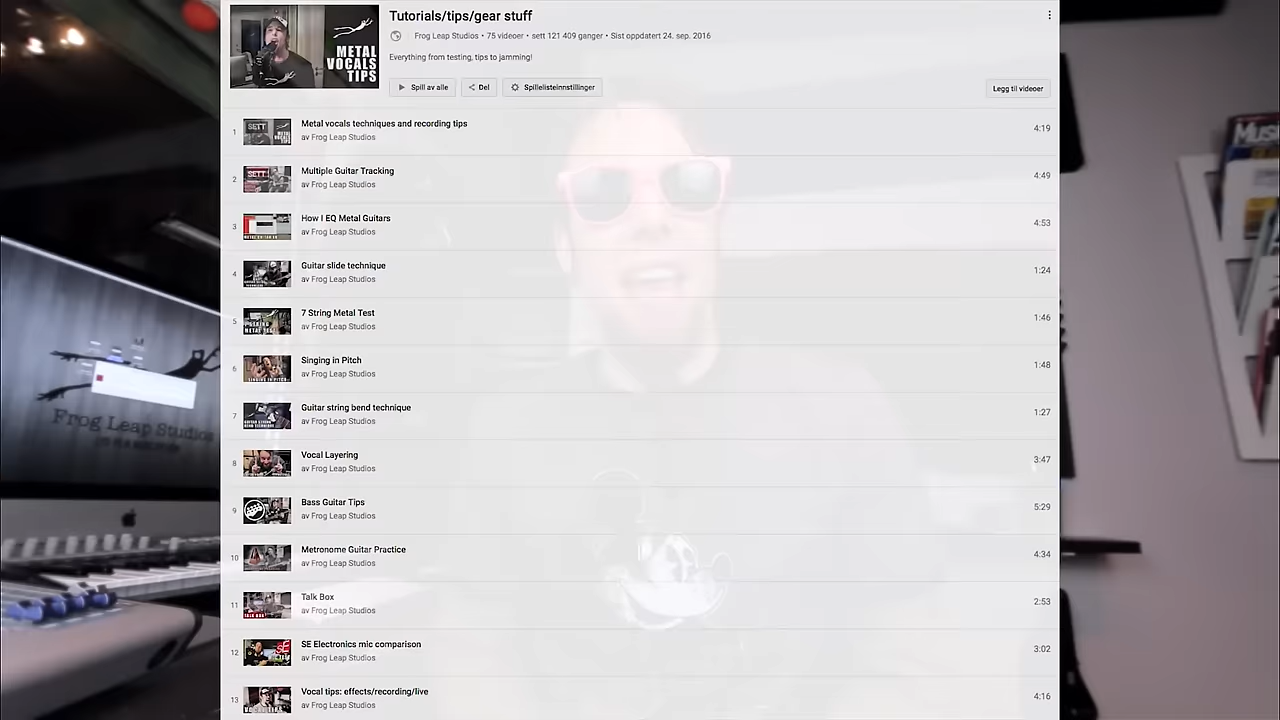 Tutorials/tips/gear stuff
Frog Leap Studios • 75 videoer • sett 121 409 ganger • Sist oppdatert 24. sep. 2016
Everything from testing, tips to jamming!
METAL
VOCALS
TIPS
Spill av alle
Del
Spillelisteinnstillinger
Legg til videoer
1 Metal vocals techniques and recording tips 4:19
av Frog Leap Studios
2 Multiple Guitar Tracking 4:49
av Frog Leap Studios
3 How I EQ Metal Guitars 4:53
av Frog Leap Studios
4 Guitar slide technique 1:24
av Frog Leap Studios
5 7 String Metal Test 1:46
av Frog Leap Studios
6 Singing in Pitch 1:48
av Frog Leap Studios
7 Guitar string bend technique 1:27
av Frog Leap Studios
8 Vocal Layering 3:47
av Frog Leap Studios
9 Bass Guitar Tips 5:29
av Frog Leap Studios
10 Metronome Guitar Practice 4:34
av Frog Leap Studios
11 Talk Box 2:53
av Frog Leap Studios
12 SE Electronics mic comparison 3:02
av Frog Leap Studios
13 Vocal tips: effects/recording/live 4:16
av Frog Leap Studios
SETT
SETT
Frog Leap Studios